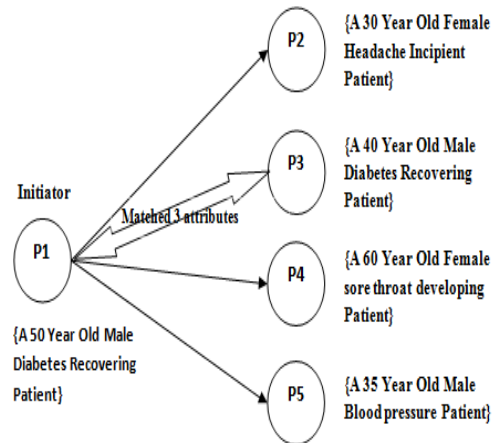 P2
{A 30 Year Old Female
Headache Incipient
Patient}
P3
{A 40 Year Old Male
Diabetes Recovering
Patient}
Initiator
Matched 3 attributes
P1
{A 50 Year Old Male
Diabetes Recovering
Patient}
P4
{A 60 Year Old Female
sore throat developing
Patient}
P5
{A 35 Year Old Male
Blood pressure Patient}